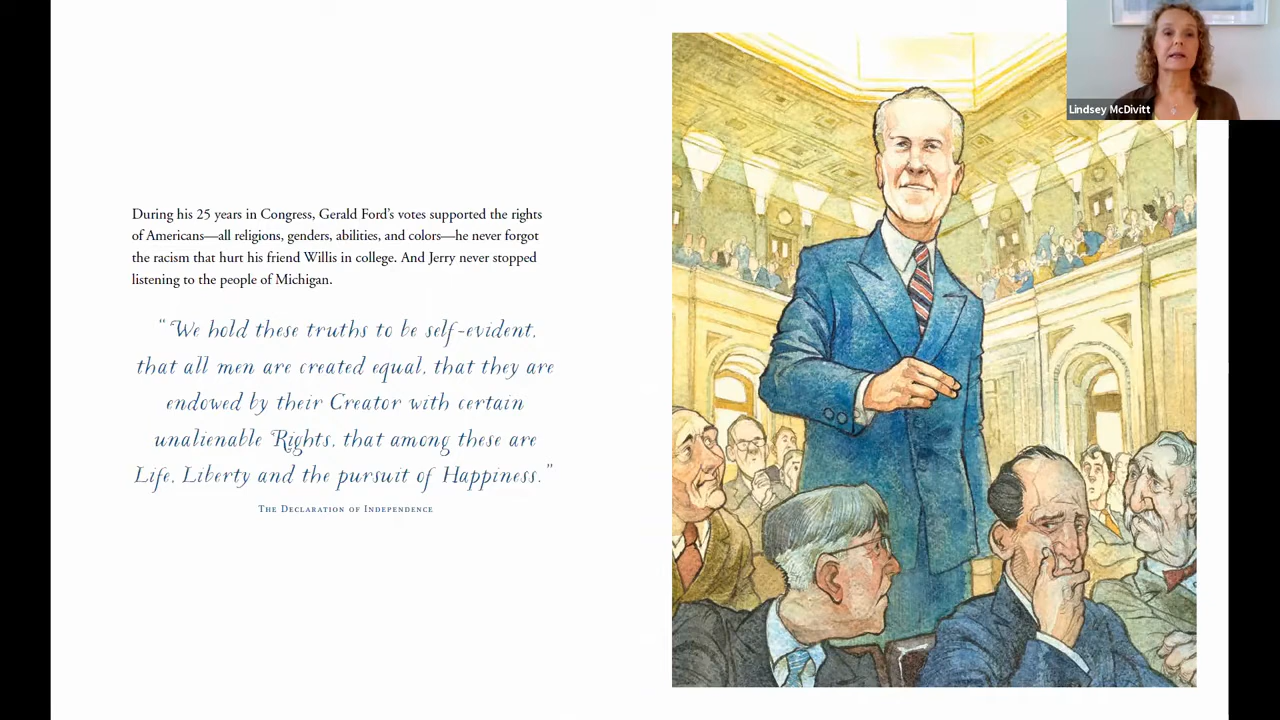 Lindsey McDivitt
During his 25 years in Congress, Gerald Ford's votes supported the rights
of Americans—all religions, genders, abilities, and colors—he never forgot
the racism that hurt his friend Willis in college. And Jerry never stopped
listening to the people of Michigan.
"We hold these truths to be self-evident,
that all men are created equal, that they are
endowed by their Creator with certain
unalienable Rights, that among these are
Life, Liberty and the pursuit of Happiness."
The Declaration of Independence